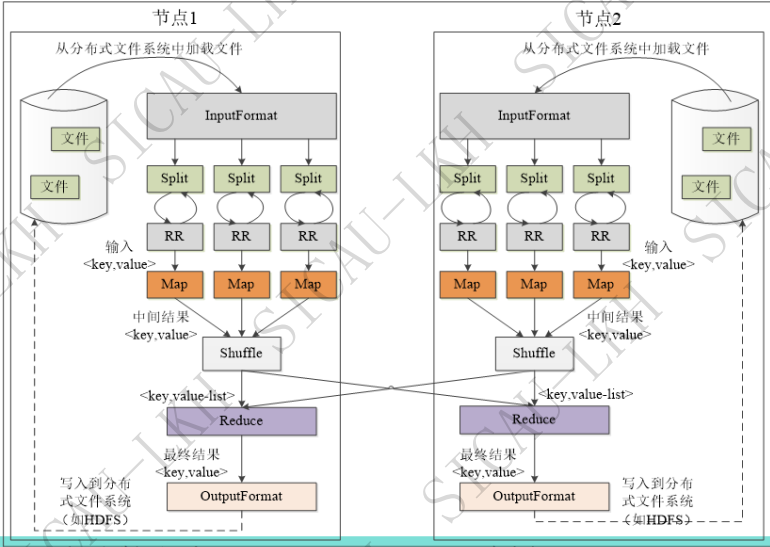 节点1
节点2
从分布式文件系统中加载文件
从分布式文件系统中加载文件
InputFormat
InputFormat
文件
文件
文件
文件
Split
Split
Split
Split
Split
Split
RR
RR
RR
RR
RR
RR
输入
<key,value>
输入
<key,value>
Map
Map
Map
Map
Map
Map
中间结果
<key,value>
中间结果
<key,value>
Shuffle
Shuffle
<key,value-list>
<key,value-list>
Reduce
Reduce
最终结果
<key,value>
最终结果
<key,value>
写入到分布
式文件系统
（如HDFS）
写入到分布
式文件系统
（如HDFS）
OutputFormat
OutputFormat
SICAU-LKH SICAU-LKH SICAU-LKH